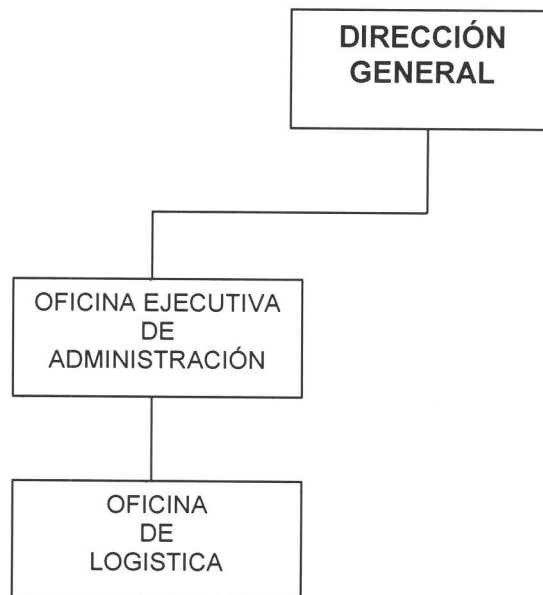 DIRECCIÓN
GENERAL
OFICINA EJECUTIVA
DE
ADMINISTRACIÓN
OFICINA
DE
LOGISTICA